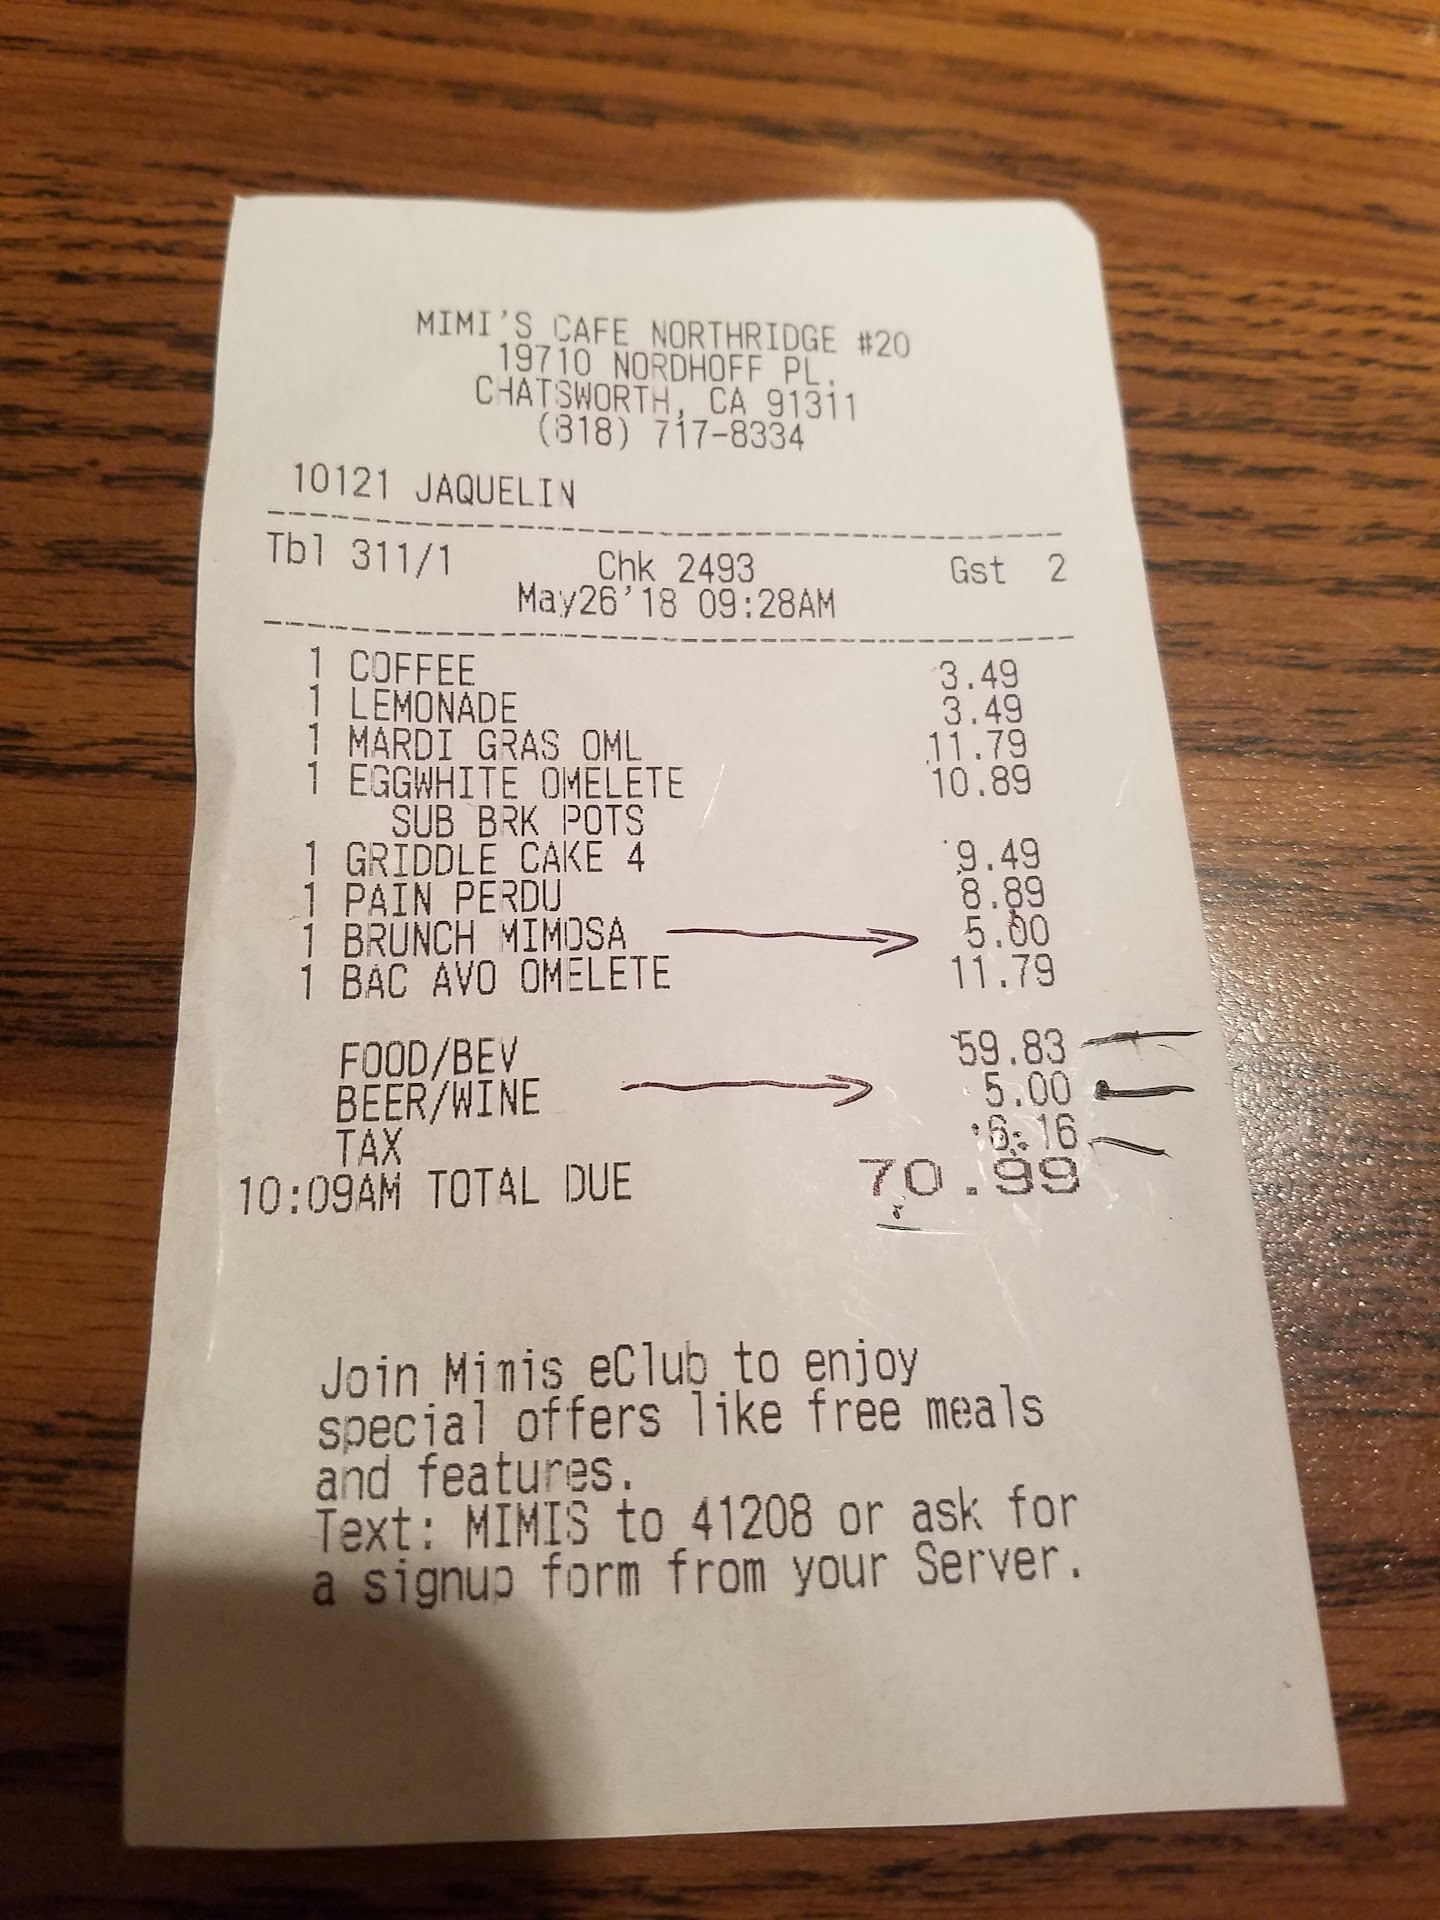 MIMI'S CAFE NORTHRIDGE #20
19710 NORDHOFF PL.
CHATSWORTH, CA 91311
(818) 717-8334
10121 JAQUELIN
Tbl 311/1 Chk 2493 Gst 2
May26'18 09:28AM
1 COFFEE 3.49
1 LEMONADE 3.49
1 MARDI GRAS OML 11.79
1 EGGWHITE OMELETE 10.89
SUB BRK POTS
1 GRIDDLE CAKE 4 9.49
1 PAIN PERDU 8.89
1 BRUNCH MIMOSA 5.00
1 BAC AVO OMELETE 11.79
FOOD/BEV 59.83
BEER/WINE 5.00
TAX 6.16
10:09AM TOTAL DUE 70.99
Join Mimis eClub to enjoy
special offers like free meals
and features.
Text: MIMIS to 41208 or ask for
a signup form from your Server.